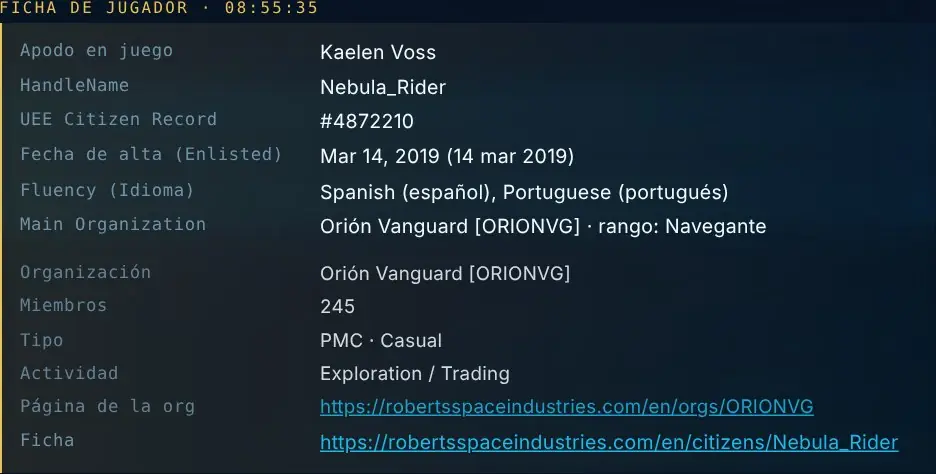 FICHA DE JUGADOR · 08:55:35
Apodo en juego Kaelen Voss
HandleName Nebula_Rider
UEE Citizen Record #4872210
Fecha de alta (Enlisted) Mar 14, 2019 (14 mar 2019)
Fluency (Idioma) Spanish (español), Portuguese (portugués)
Main Organization Orión Vanguard [ORIONVG] · rango: Navegante
Organización Orión Vanguard [ORIONVG]
Miembros 245
Tipo PMC · Casual
Actividad Exploration / Trading
Página de la org https://robertsspaceindustries.com/en/orgs/ORIONVG
Ficha https://robertsspaceindustries.com/en/citizens/Nebula_Rider